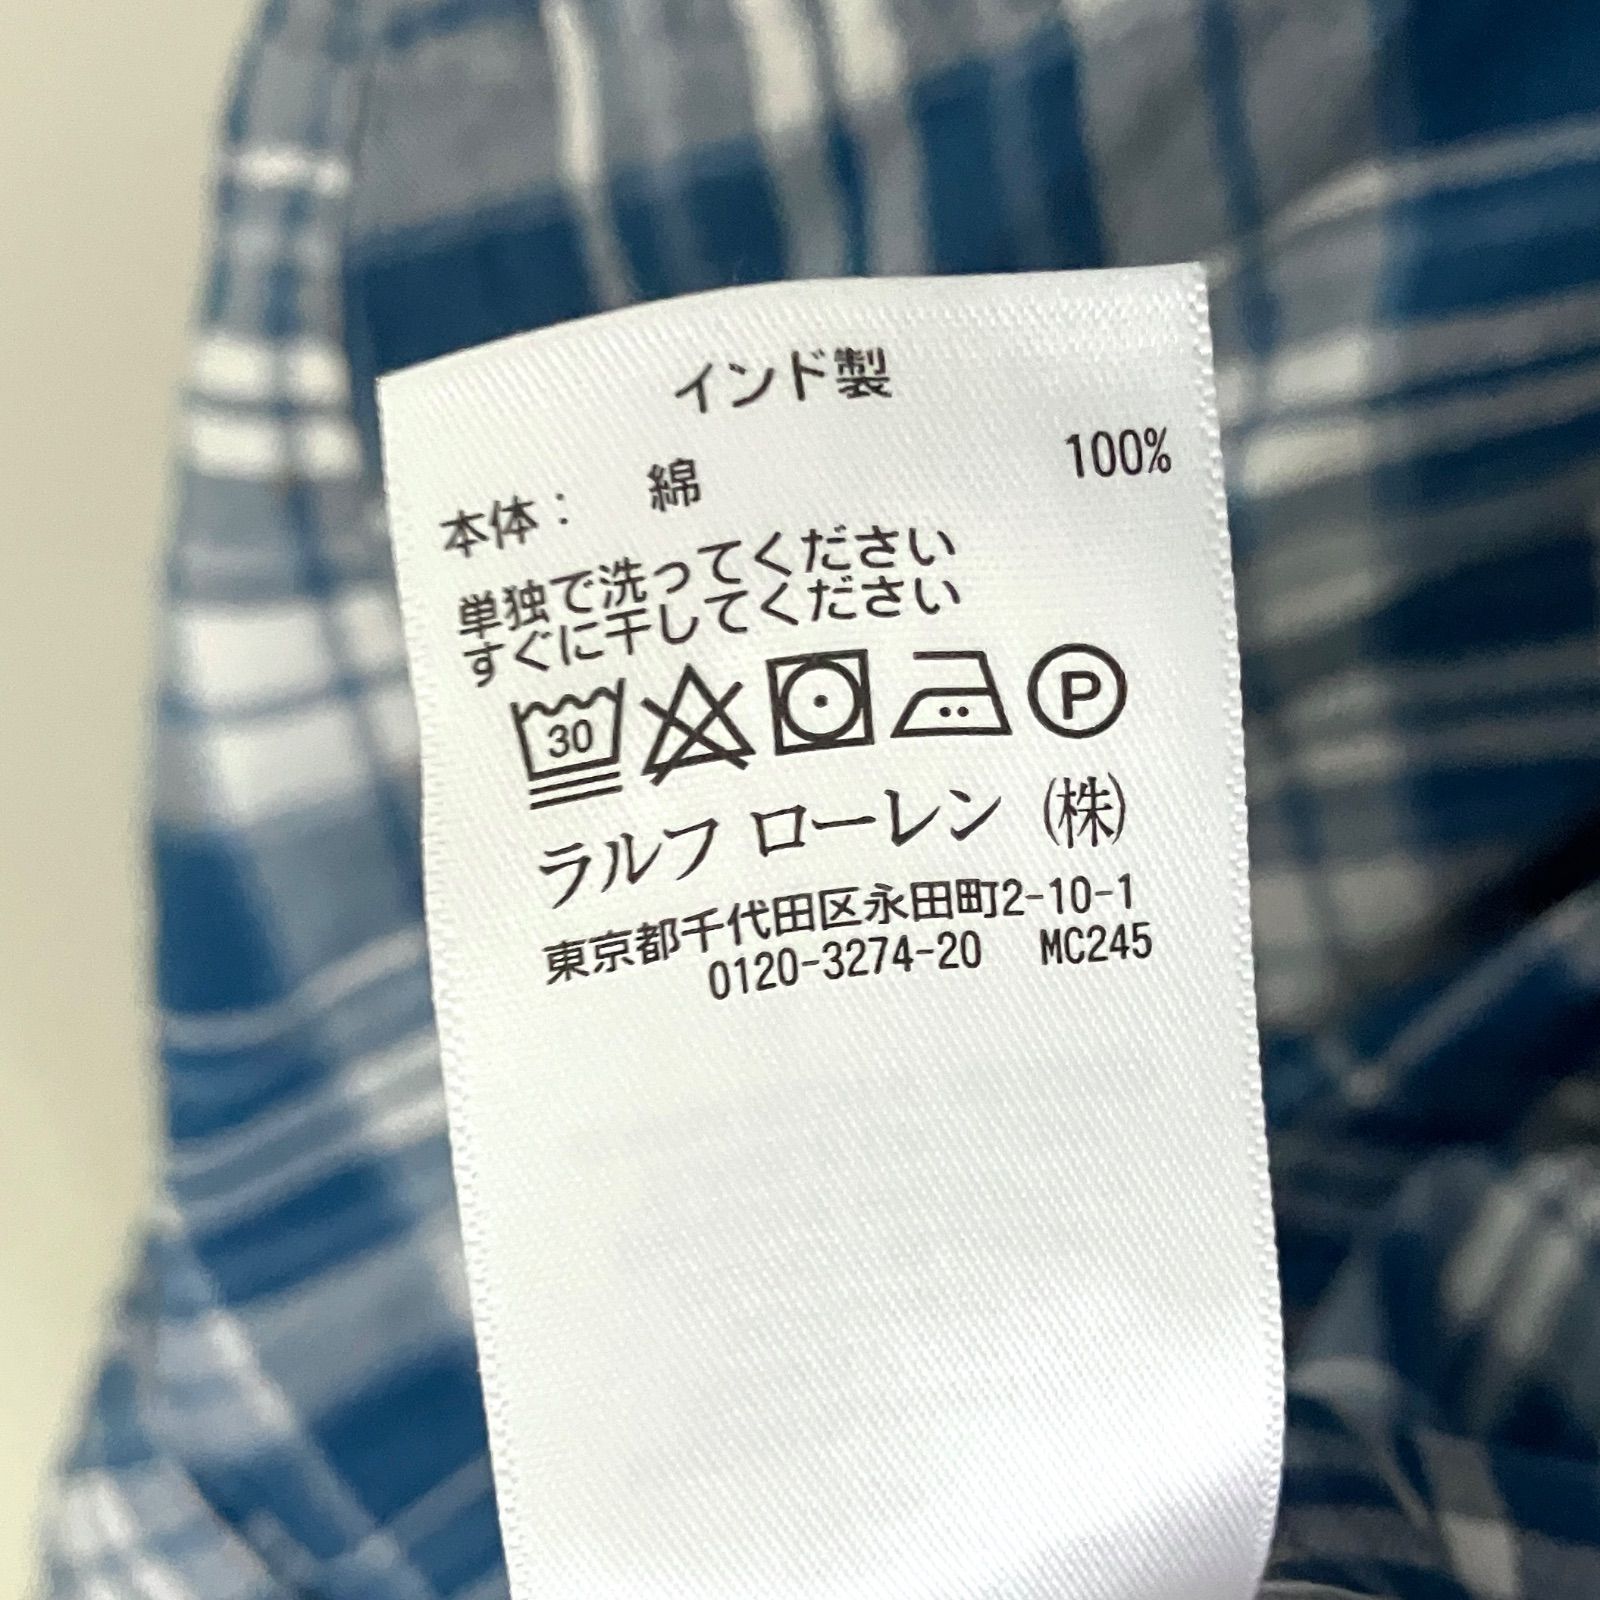 インド製
本体: 綿 100%
単独で洗ってください
すぐに干してください
30 P
ラルフ ローレン (株)
東京都千代田区永田町2-10-1
0120-3274-20 MC245